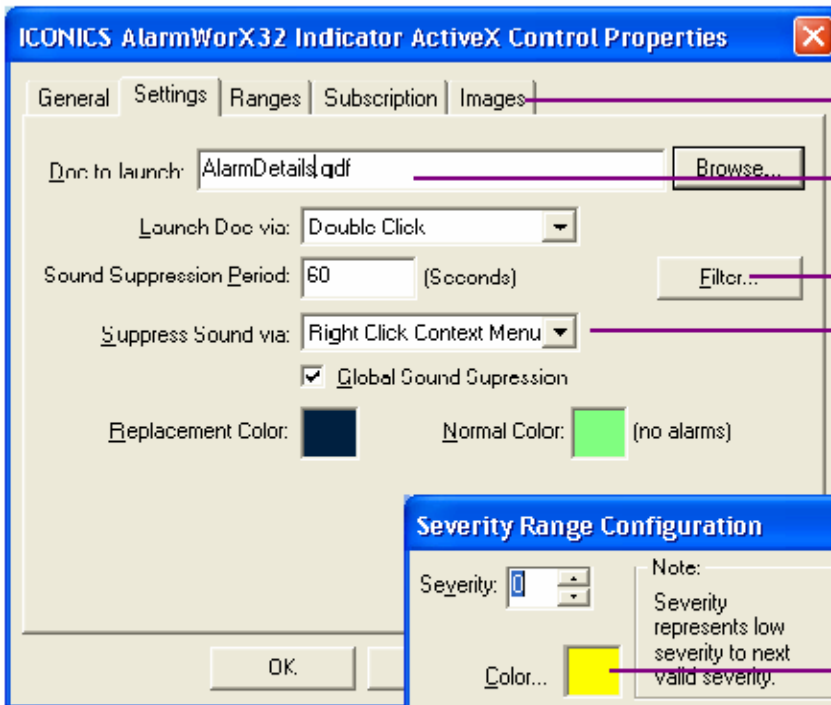 ICONICS AlarmWorX32 Indicator ActiveX Control Properties
General Settings Ranges Subscription Images
Doc to launch: AlarmDetails.gdf Browse...
Launch Doc via: Double Click
Sound Suppression Period: 60 (Seconds) Filter...
Suppress Sound via: Right Click Context Menu
Global Sound Supression
Replacement Color: Normal Color: (no alarms)
Severity Range Configuration
Severity: 0
Note:
Severity
represents low
severity to next
valid severity.
Color...
OK